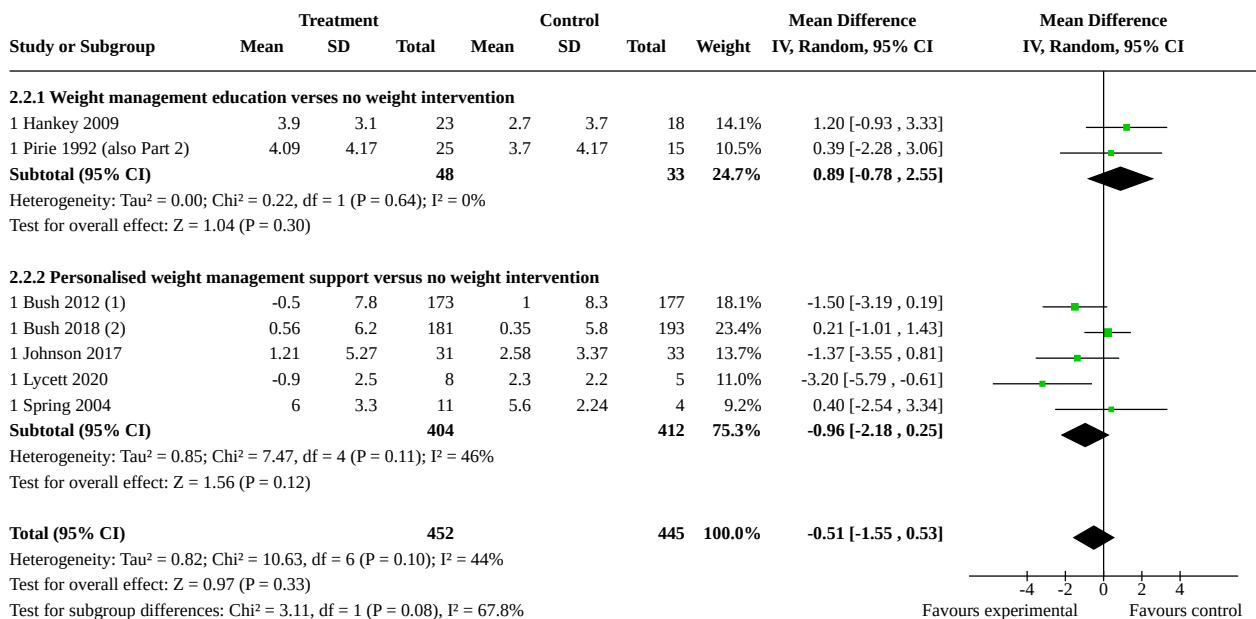 Treatment Control Mean Difference Mean Difference
Study or Subgroup Mean SD Total Mean SD Total Weight IV, Random, 95% CI IV, Random, 95% CI
2.2.1 Weight management education verses no weight intervention
1 Hankey 2009 3.9 3.1 23 2.7 3.7 18 14.1% 1.20 [-0.93 , 3.33]
1 Pirie 1992 (also Part 2) 4.09 4.17 25 3.7 4.17 15 10.5% 0.39 [-2.28 , 3.06]
Subtotal (95% CI) 48 33 24.7% 0.89 [-0.78 , 2.55]
Heterogeneity: Tau² = 0.00; Chi² = 0.22, df = 1 (P = 0.64); I² = 0%
Test for overall effect: Z = 1.04 (P = 0.30)
2.2.2 Personalised weight management support versus no weight intervention
1 Bush 2012 (1) -0.5 7.8 173 1 8.3 177 18.1% -1.50 [-3.19 , 0.19]
1 Bush 2018 (2) 0.56 6.2 181 0.35 5.8 193 23.4% 0.21 [-1.01 , 1.43]
1 Johnson 2017 1.21 5.27 31 2.58 3.37 33 13.7% -1.37 [-3.55 , 0.81]
1 Lycett 2020 -0.9 2.5 8 2.3 2.2 5 11.0% -3.20 [-5.79 , -0.61]
1 Spring 2004 6 3.3 11 5.6 2.24 4 9.2% 0.40 [-2.54 , 3.34]
Subtotal (95% CI) 404 412 75.3% -0.96 [-2.18 , 0.25]
Heterogeneity: Tau² = 0.85; Chi² = 7.47, df = 4 (P = 0.11); I² = 46%
Test for overall effect: Z = 1.56 (P = 0.12)
Total (95% CI) 452 445 100.0% -0.51 [-1.55 , 0.53]
Heterogeneity: Tau² = 0.82; Chi² = 10.63, df = 6 (P = 0.10); I² = 44%
Test for overall effect: Z = 0.97 (P = 0.33) -4 -2 0 2 4
Test for subgroup differences: Chi² = 3.11, df = 1 (P = 0.08), I² = 67.8% Favours experimental Favours control